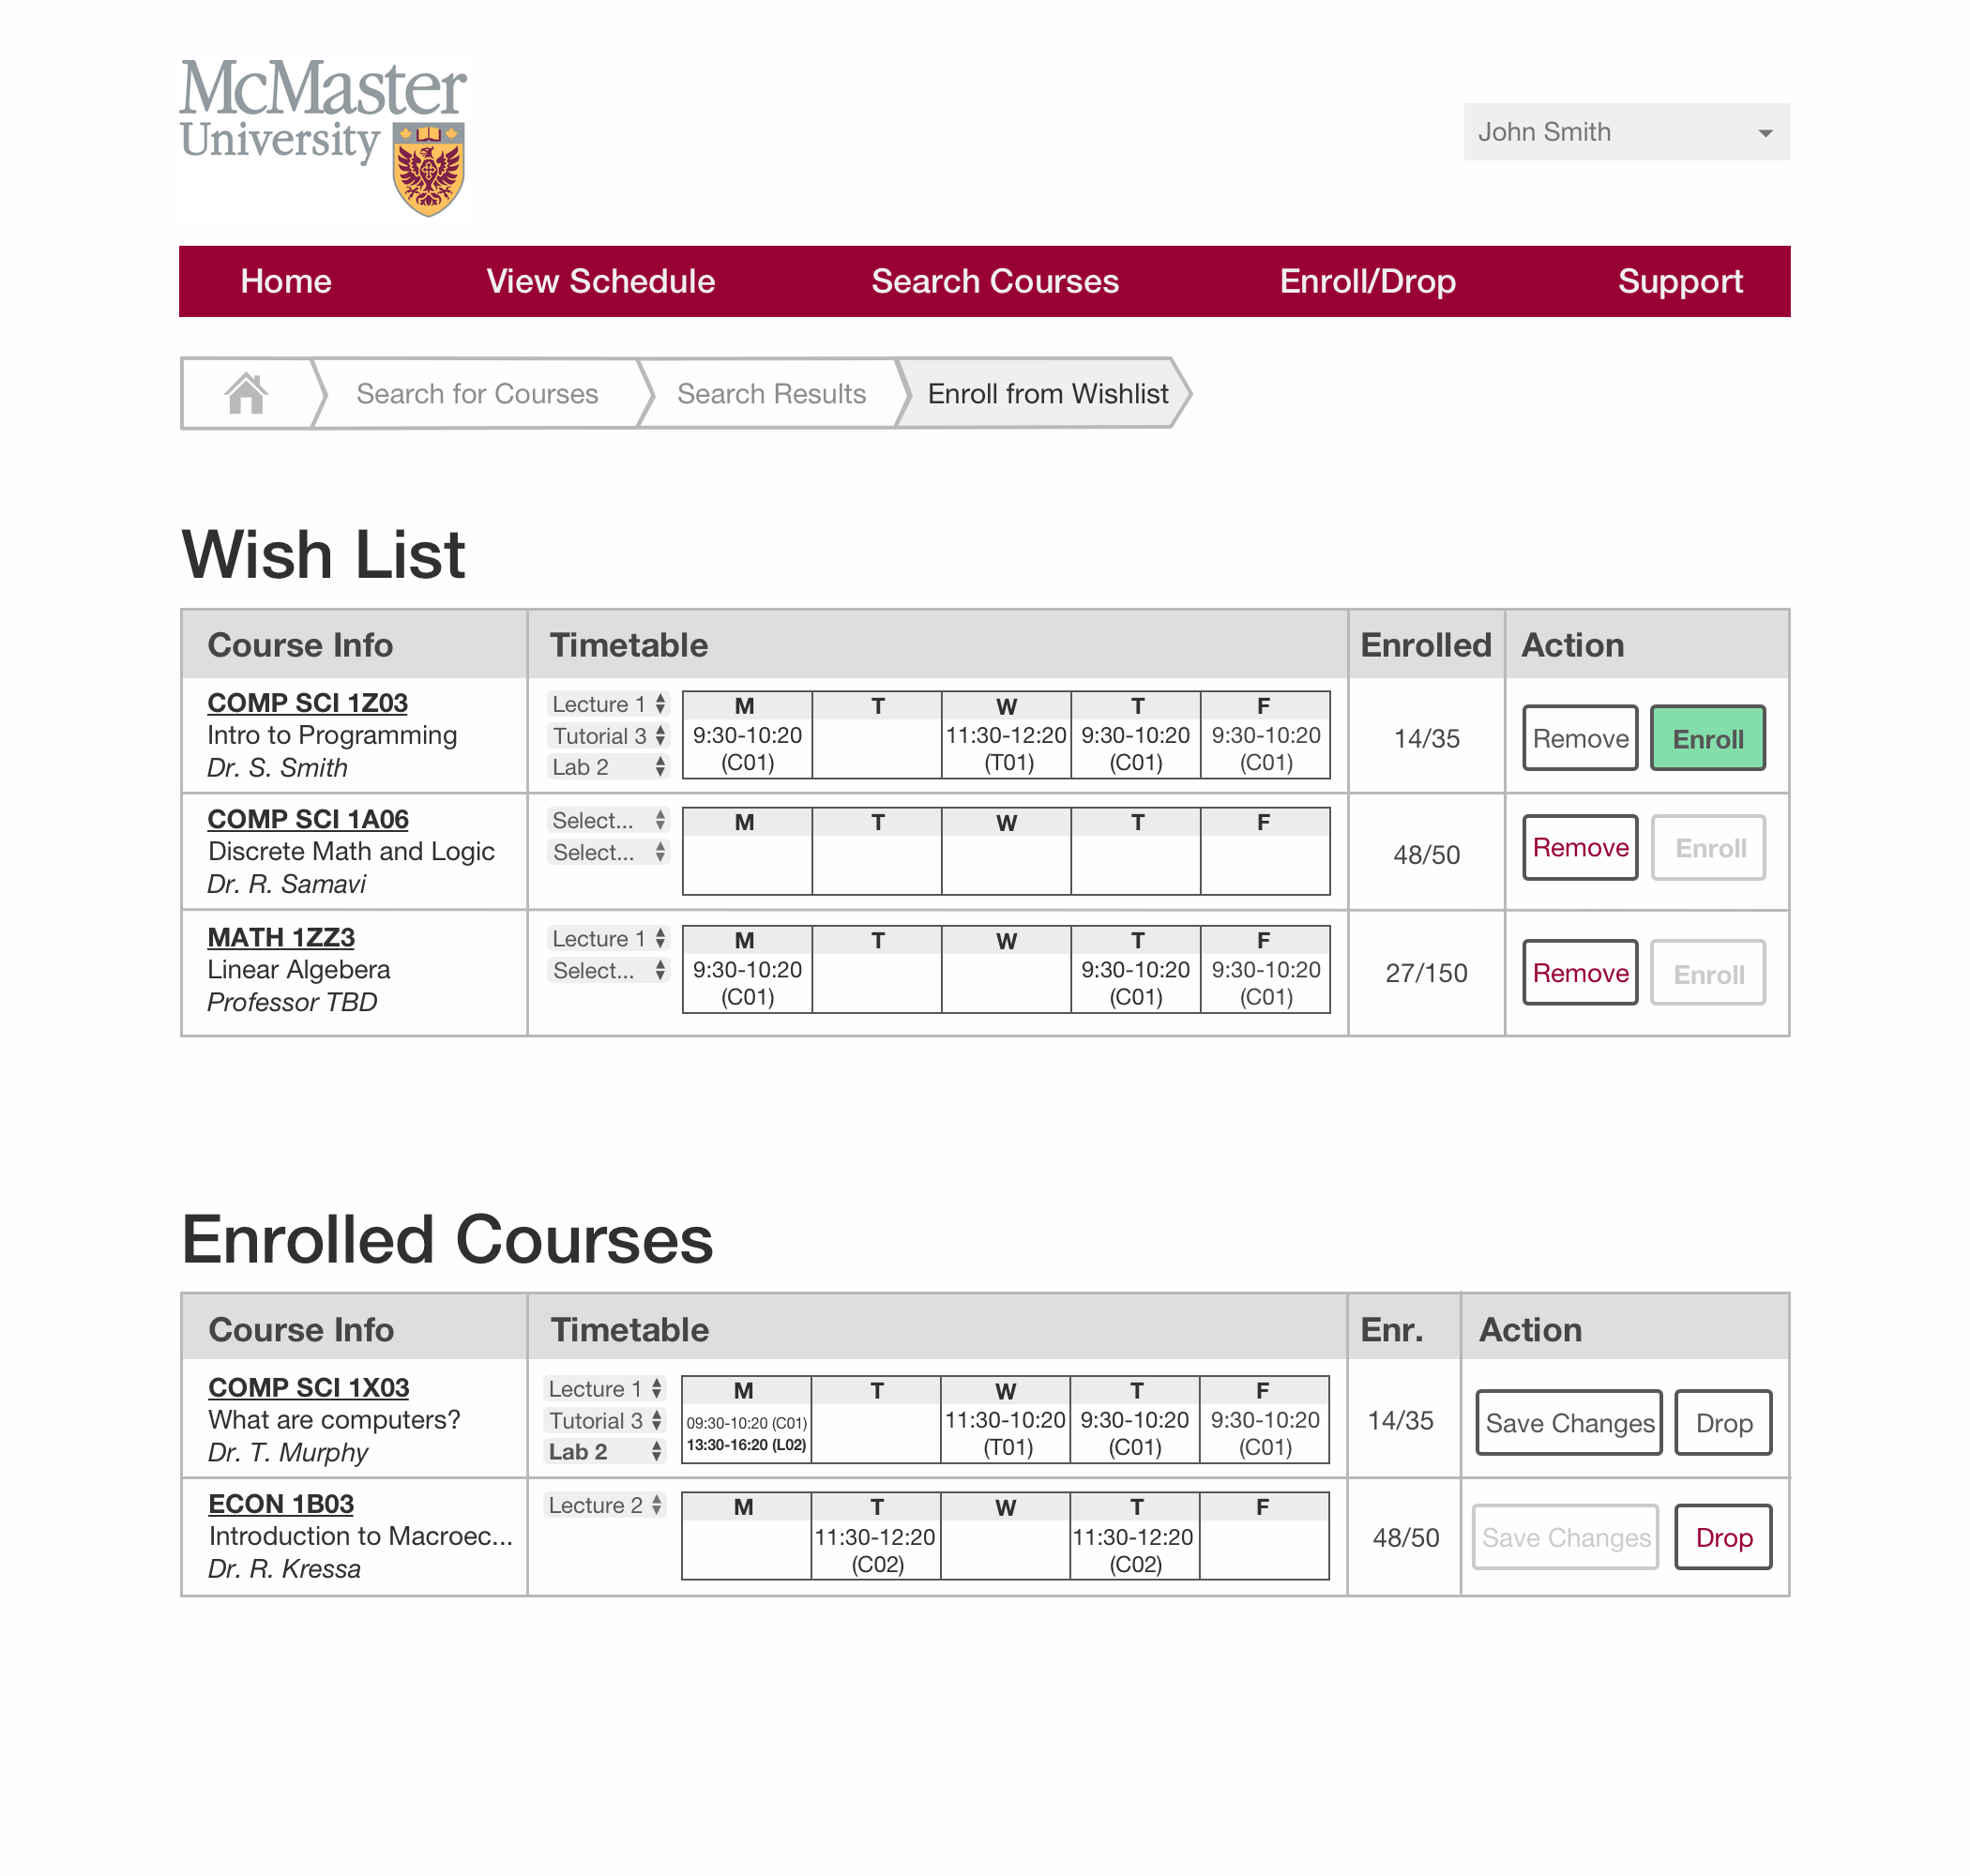 McMaster
University
John Smith
Home View Schedule Search Courses Enroll/Drop Support
Search for Courses Search Results Enroll from Wishlist
Wish List
Course Info Timetable Enrolled Action
COMP SCI 1Z03
Intro to Programming
Dr. S. Smith
Lecture 1
Tutorial 3
Lab 2
M T W T F
9:30-10:20 11:30-12:20 9:30-10:20 9:30-10:20
(C01) (T01) (C01) (C01)
14/35
Remove Enroll
COMP SCI 1A06
Discrete Math and Logic
Dr. R. Samavi
Select...
Select...
M T W T F
48/50
Remove Enroll
MATH 1ZZ3
Linear Algebera
Professor TBD
Lecture 1
Select...
M T W T F
9:30-10:20 9:30-10:20 9:30-10:20
(C01) (C01) (C01)
27/150
Remove Enroll
Enrolled Courses
Course Info Timetable Enr. Action
COMP SCI 1X03
What are computers?
Dr. T. Murphy
Lecture 1
Tutorial 3
Lab 2
M T W T F
09:30-10:20 (C01) 11:30-10:20 9:30-10:20 9:30-10:20
13:30-16:20 (L02) (T01) (C01) (C01)
14/35
Save Changes Drop
ECON 1B03
Introduction to Macroec...
Dr. R. Kressa
Lecture 2
M T W T F
11:30-12:20 11:30-12:20
(C02) (C02)
48/50
Save Changes Drop